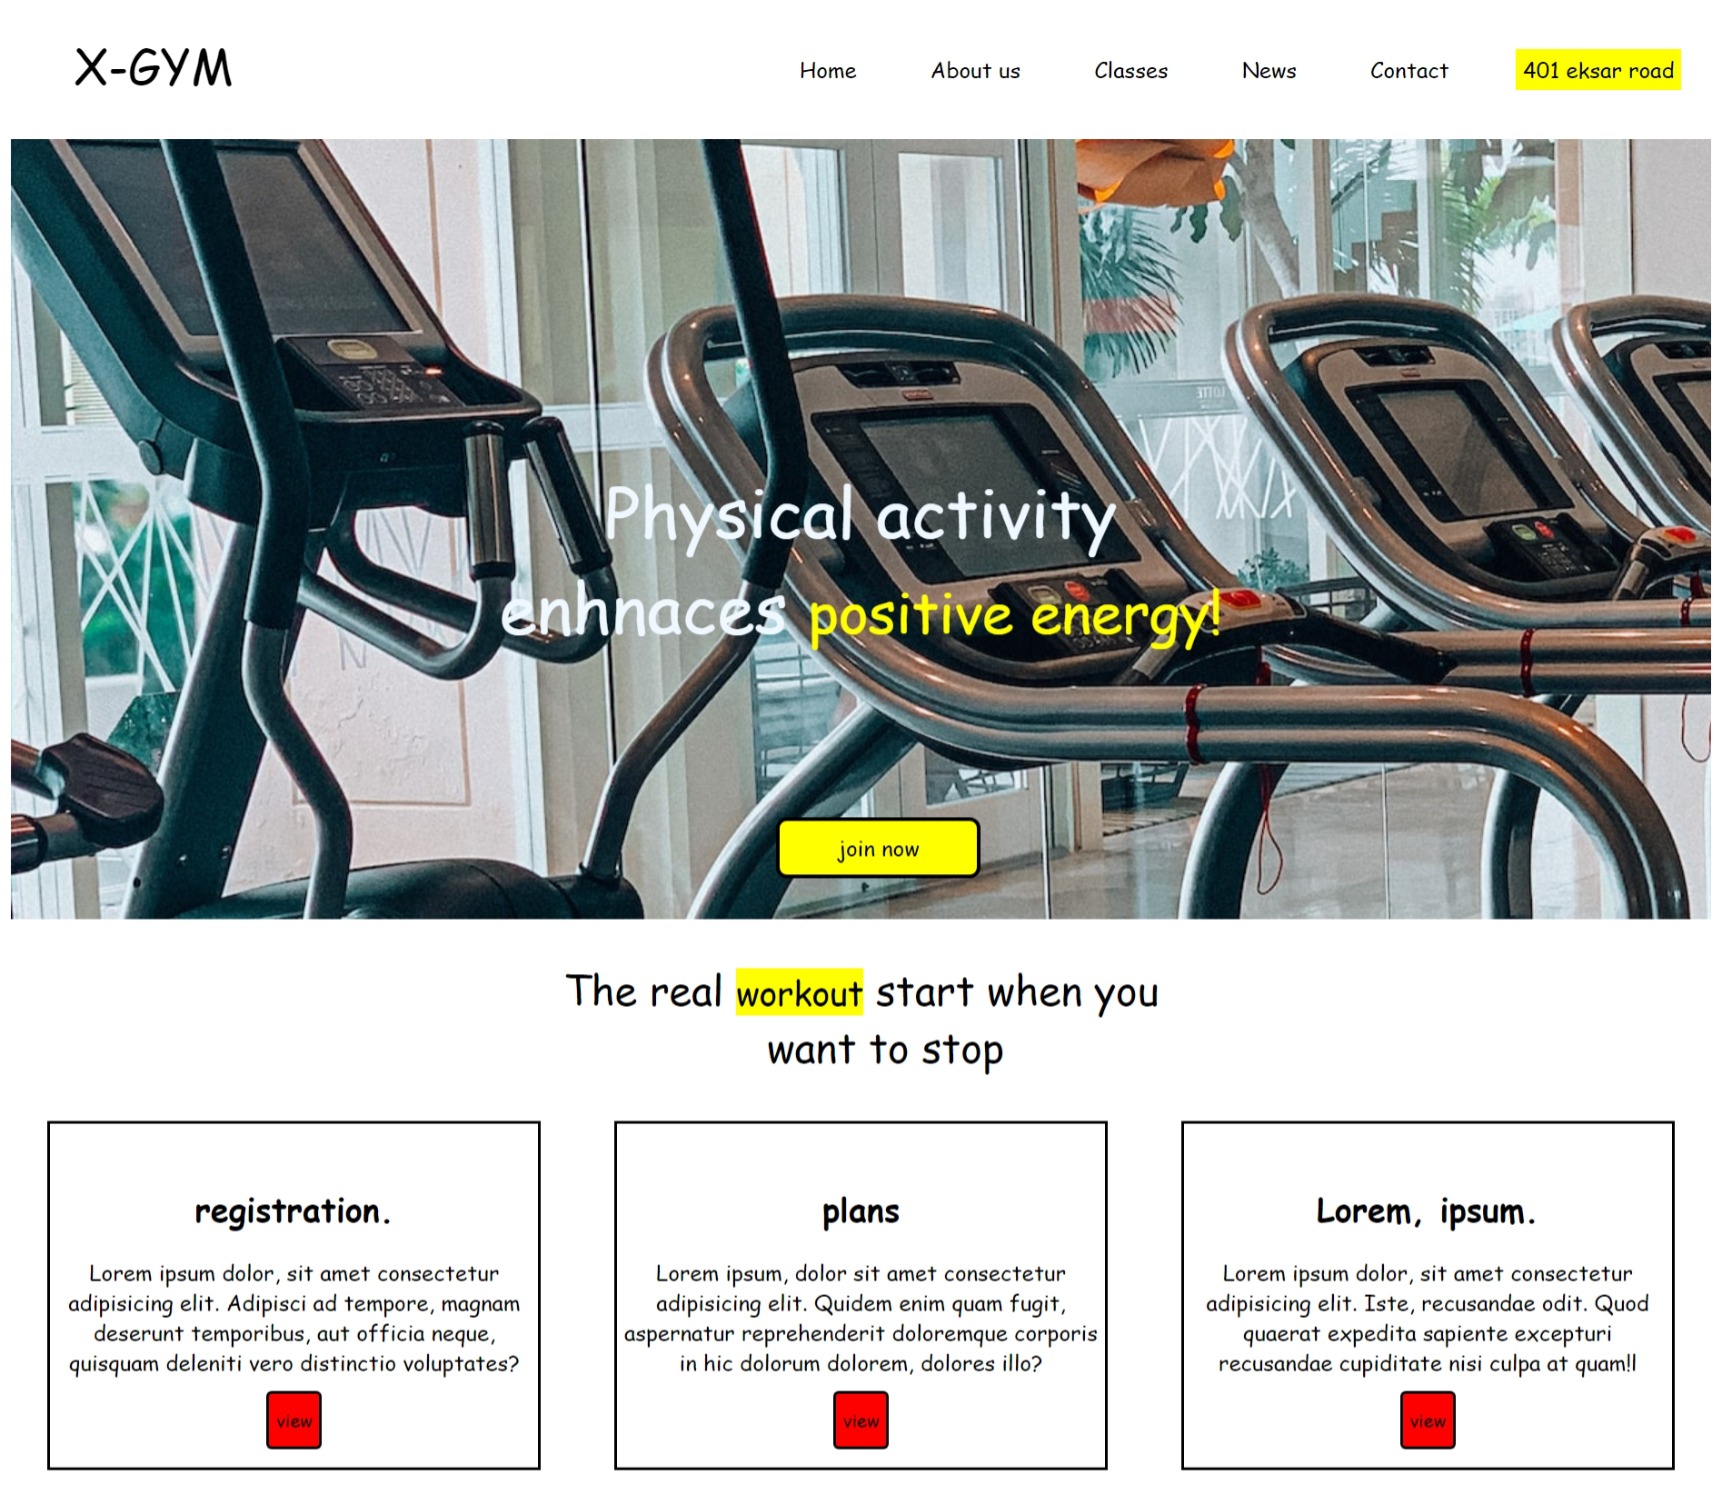 X-GYM
Home About us Classes News Contact 401 eksar road
Physical activity
enhnaces positive energy!
join now
The real workout start when you
want to stop
registration.
Lorem ipsum dolor, sit amet consectetur
adipisicing elit. Adipisci ad tempore, magnam
deserunt temporibus, aut officia neque,
quisquam deleniti vero distinctio voluptates?
view
plans
Lorem ipsum, dolor sit amet consectetur
adipisicing elit. Quidem enim quam fugit,
aspernatur reprehenderit doloremque corporis
in hic dolorum dolorem, dolores illo?
view
Lorem, ipsum.
Lorem ipsum dolor, sit amet consectetur
adipisicing elit. Iste, recusandae odit. Quod
quaerat expedita sapiente excepturi
recusandae cupiditate nisi culpa at quam!l
view